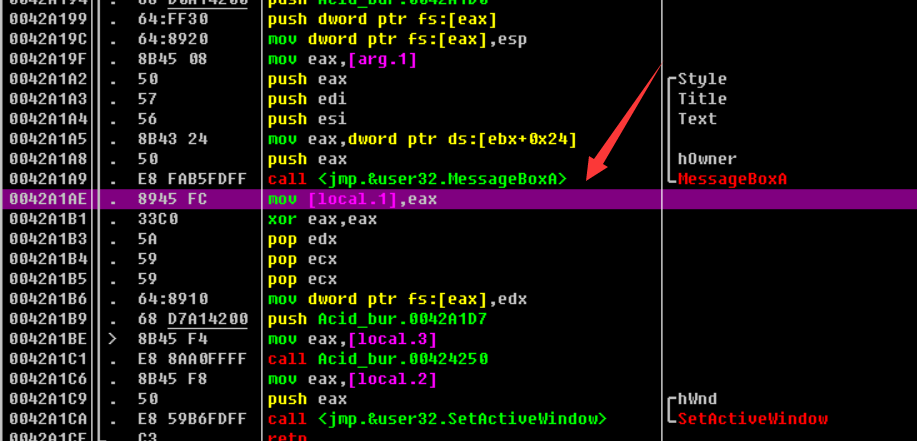 0042A194 . 68 D0A14200 push Acid_bur.0042A1D0
0042A199 . 64:FF30 push dword ptr fs:[eax]
0042A19C . 64:8920 mov dword ptr fs:[eax],esp
0042A19F . 8B45 08 mov eax,[arg.1]
0042A1A2 . 50 push eax Style
0042A1A3 . 57 push edi Title
0042A1A4 . 56 push esi Text
0042A1A5 . 8B43 24 mov eax,dword ptr ds:[ebx+0x24]
0042A1A8 . 50 push eax hOwner
0042A1A9 . E8 FAB5FDFF call <jmp.&user32.MessageBoxA> MessageBoxA
0042A1AE . 8945 FC mov [local.1],eax
0042A1B1 . 33C0 xor eax,eax
0042A1B3 . 5A pop edx
0042A1B4 . 59 pop ecx
0042A1B5 . 59 pop ecx
0042A1B6 . 64:8910 mov dword ptr fs:[eax],edx
0042A1B9 . 68 D7A14200 push Acid_bur.0042A1D7
0042A1BE > 8B45 F4 mov eax,[local.3]
0042A1C1 . E8 8AA0FFFF call Acid_bur.00424250
0042A1C6 . 8B45 F8 mov eax,[local.2]
0042A1C9 . 50 push eax hWnd
0042A1CA . E8 59B6FDFF call <jmp.&user32.SetActiveWindow> SetActiveWindow
0042A1CF . C3 retn